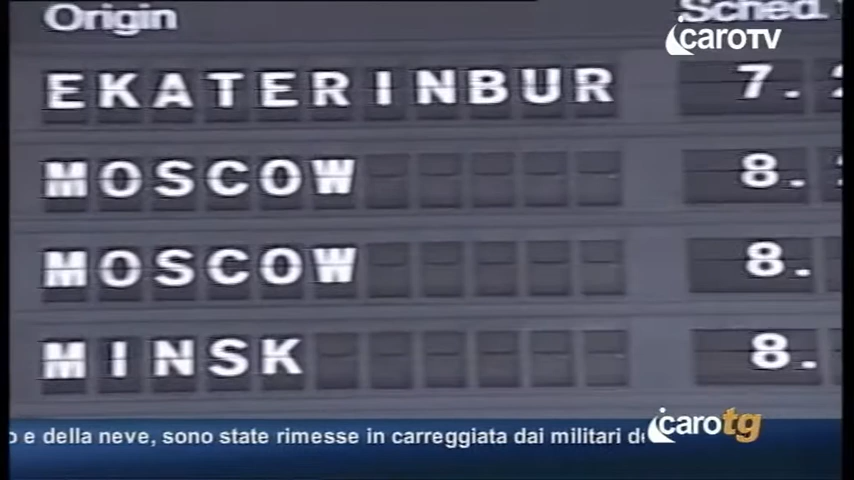 Origin
Sched.
icaroTV
EKATERINBUR 7.
MOSCOW 8.
MOSCOW 8.
MINSK 8.
o e della neve, sono state rimesse in carreggiata dai militari d
icarotg